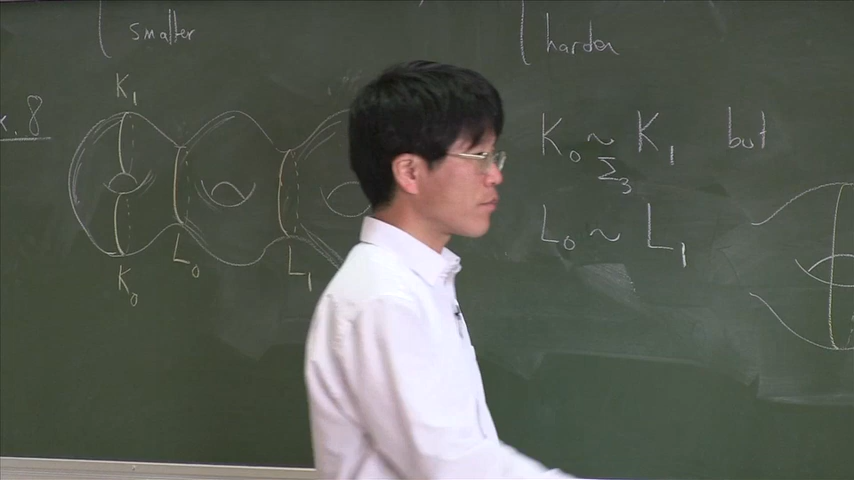 smaller
harder
x. 8
K₁
K₀
L₀
L₁
K₀ ~ K₁ but
Σ₃
L₀ ~ L₁